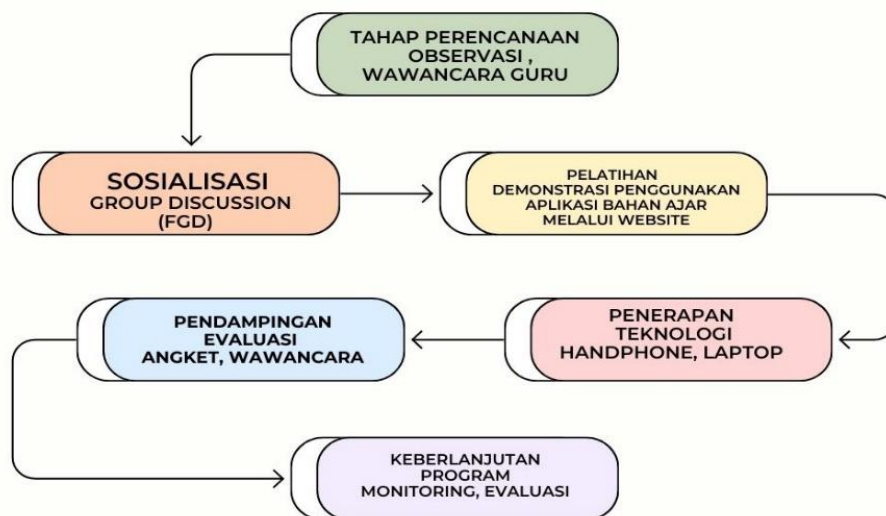 TAHAP PERENCANAAN
OBSERVASI ,
WAWANCARA GURU
SOSIALISASI
GROUP DISCUSSION
(FGD)
PELATIHAN
DEMONSTRASI PENGGUNAKAN
APLIKASI BAHAN AJAR
MELALUI WEBSITE
PENERAPAN
TEKNOLOGI
HANDPHONE, LAPTOP
PENDAMPINGAN
EVALUASI
ANGKET, WAWANCARA
KEBERLANJUTAN
PROGRAM
MONITORING, EVALUASI